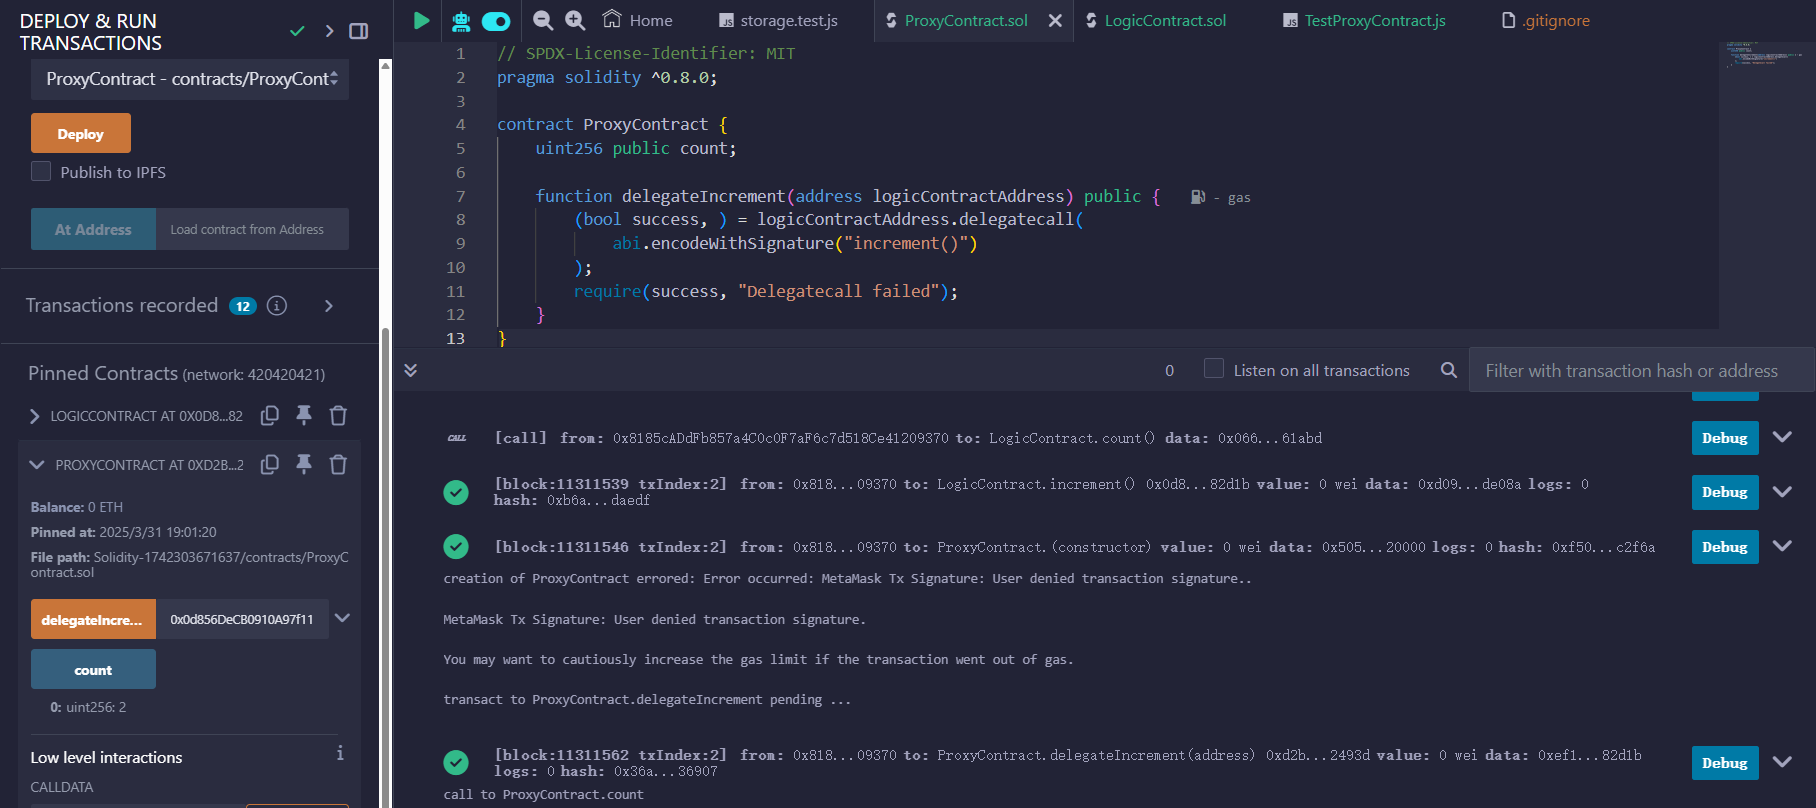 DEPLOY & RUN
TRANSACTIONS
ProxyContract - contracts/ProxyCont
Deploy
Publish to IPFS
At Address
Load contract from Address
Transactions recorded 12 i
Pinned Contracts (network: 420420421)
LOGICCONTRACT AT 0X0D8...82
PROXYCONTRACT AT 0XD2B...2
Balance: 0 ETH
Pinned at: 2025/3/31 19:01:20
File path: Solidity-1742303671637/contracts/ProxyC
ontract.sol
delegateIncre...
0x0d856DeCB0910A97f11
count
0: uint256: 2
Low level interactions
i
CALLDATA
Home
JS storage.test.js
ProxyContract.sol
LogicContract.sol
JS TestProxyContract.js
.gitignore
1 // SPDX-License-Identifier: MIT
2 pragma solidity ^0.8.0;
3
4 contract ProxyContract {
5 uint256 public count;
6
7 function delegateIncrement(address logicContractAddress) public { - gas
8 (bool success, ) = logicContractAddress.delegatecall(
9 abi.encodeWithSignature("increment()")
10 );
11 require(success, "Delegatecall failed");
12 }
13 }
0
Listen on all transactions
Filter with transaction hash or address
CALL [call] from: 0x8185cADdFb857a4C0c0F7aF6c7d518Ce41209370 to: LogicContract.count() data: 0x066...61abd
Debug
[block:11311539 txIndex:2] from: 0x818...09370 to: LogicContract.increment() 0x0d8...82d1b value: 0 wei data: 0xd09...de08a logs: 0
hash: 0xb6a...daedf
Debug
[block:11311546 txIndex:2] from: 0x818...09370 to: ProxyContract.(constructor) value: 0 wei data: 0x505...20000 logs: 0 hash: 0xf50...c2f6a
Debug
creation of ProxyContract errored: Error occurred: MetaMask Tx Signature: User denied transaction signature..
MetaMask Tx Signature: User denied transaction signature.
You may want to cautiously increase the gas limit if the transaction went out of gas.
transact to ProxyContract.delegateIncrement pending ...
[block:11311562 txIndex:2] from: 0x818...09370 to: ProxyContract.delegateIncrement(address) 0xd2b...2493d value: 0 wei data: 0xef1...82d1b
logs: 0 hash: 0x36a...36907
Debug
call to ProxyContract.count